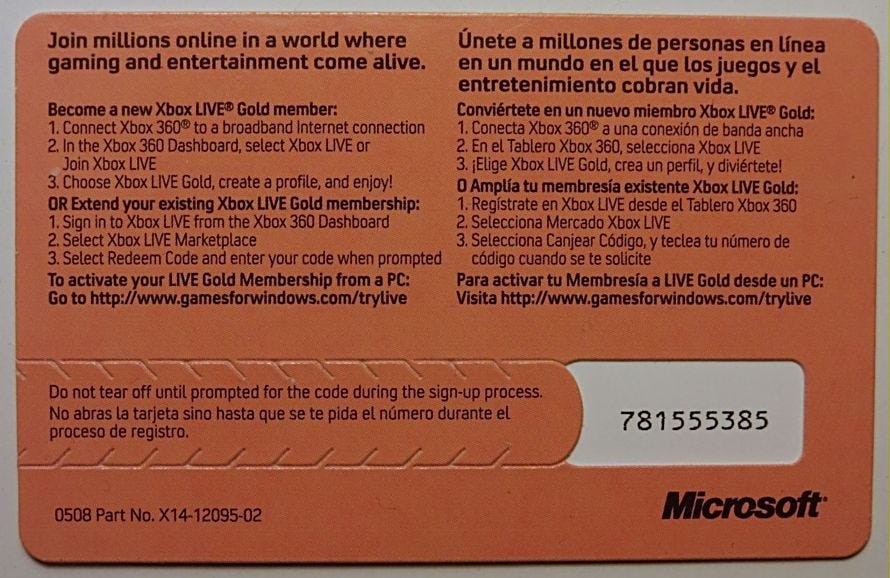 Join millions online in a world where
gaming and entertainment come alive.
Become a new Xbox LIVE® Gold member:
1. Connect Xbox 360® to a broadband Internet connection
2. In the Xbox 360 Dashboard, select Xbox LIVE or
Join Xbox LIVE
3. Choose Xbox LIVE Gold, create a profile, and enjoy!
OR Extend your existing Xbox LIVE Gold membership:
1. Sign in to Xbox LIVE from the Xbox 360 Dashboard
2. Select Xbox LIVE Marketplace
3. Select Redeem Code and enter your code when prompted
To activate your LIVE Gold Membership from a PC:
Go to http://www.gamesforwindows.com/trylive
Únete a millones de personas en línea
en un mundo en el que los juegos y el
entretenimiento cobran vida.
Conviértete en un nuevo miembro Xbox LIVE® Gold:
1. Conecta Xbox 360® a una conexión de banda ancha
2. En el Tablero Xbox 360, selecciona Xbox LIVE
3. ¡Elige Xbox LIVE Gold, crea un perfil, y diviértete!
O Amplía tu membresía existente Xbox LIVE Gold:
1. Regístrate en Xbox LIVE desde el Tablero Xbox 360
2. Selecciona Mercado Xbox LIVE
3. Selecciona Canjear Código, y teclea tu número de
código cuando se te solicite
Para activar tu Membresía a LIVE Gold desde un PC:
Visita http://www.gamesforwindows.com/trylive
Do not tear off until prompted for the code during the sign-up process.
No abras la tarjeta sino hasta que se te pida el número durante el
proceso de registro.
781555385
0508 Part No. X14-12095-02
Microsoft®